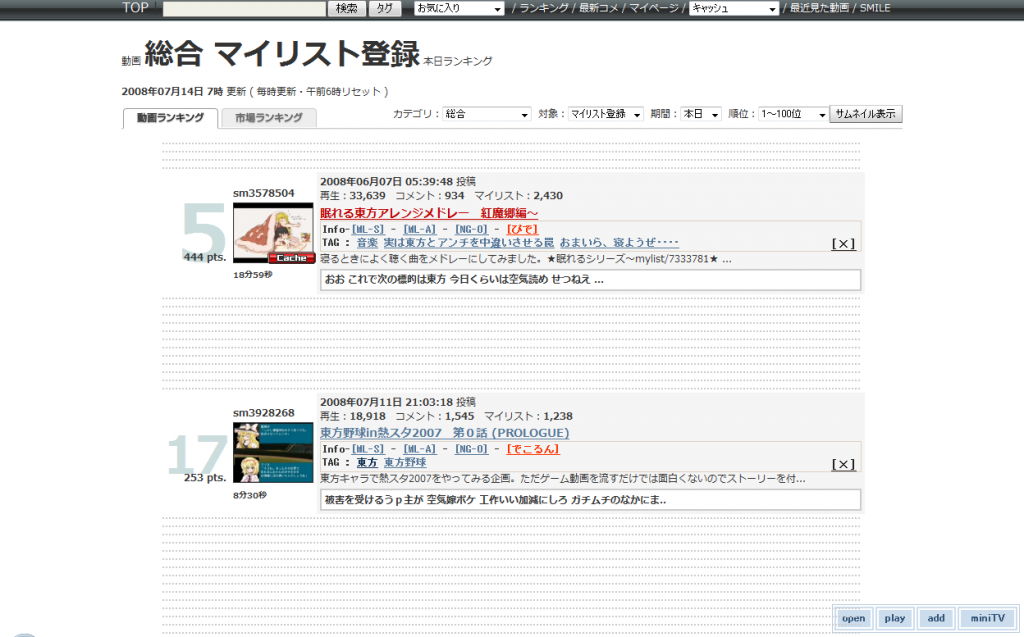 TOP 検索 タグ お気に入り / ランキング / 最新コメ / マイページ / キャッシュ / 最近見た動画 / SMILE
動画 総合 マイリスト登録 本日ランキング
2008年07月14日 7時 更新 ( 毎時更新・午前6時リセット )
動画ランキング 市場ランキング カテゴリ： 総合 対象： マイリスト登録 期間： 本日 順位： 1～100位 サムネイル表示
2008年06月07日 05:39:48 投稿
sm3578504
再生：33,639 コメント：934 マイリスト：2,430
眠れる東方アレンジメドレー　紅魔郷編～
5
Info-[ML-S] - [ML-A] - [NG-O] - [ぴで]
TAG： 音楽 実は東方とアンチを仲違いさせる罠 おまいら、寝ようぜ････ [×]
444 pts.
Cache
寝るときによく聴く曲をメドレーにしてみました。★眠れるシリーズ～mylist/7333781★ ...
18分59秒
おお これで次の標的は東方 今日くらいは空気読め せつねえ ...
2008年07月11日 21:03:18 投稿
sm3928268
再生：18,918 コメント：1,545 マイリスト：1,238
東方野球in熱スタ2007　第０話 (PROLOGUE)
17
Info-[ML-S] - [ML-A] - [NG-O] - [でこるん]
TAG： 東方 東方野球 [×]
253 pts.
東方キャラで熱スタ2007をやってみる企画。ただゲーム動画を流すだけでは面白くないのでストーリーを付...
8分30秒
被害を受けるうｐ主が 空気嫁ボケ 工作いい加減にしろ ガチムチのなかにま..
open play add miniTV